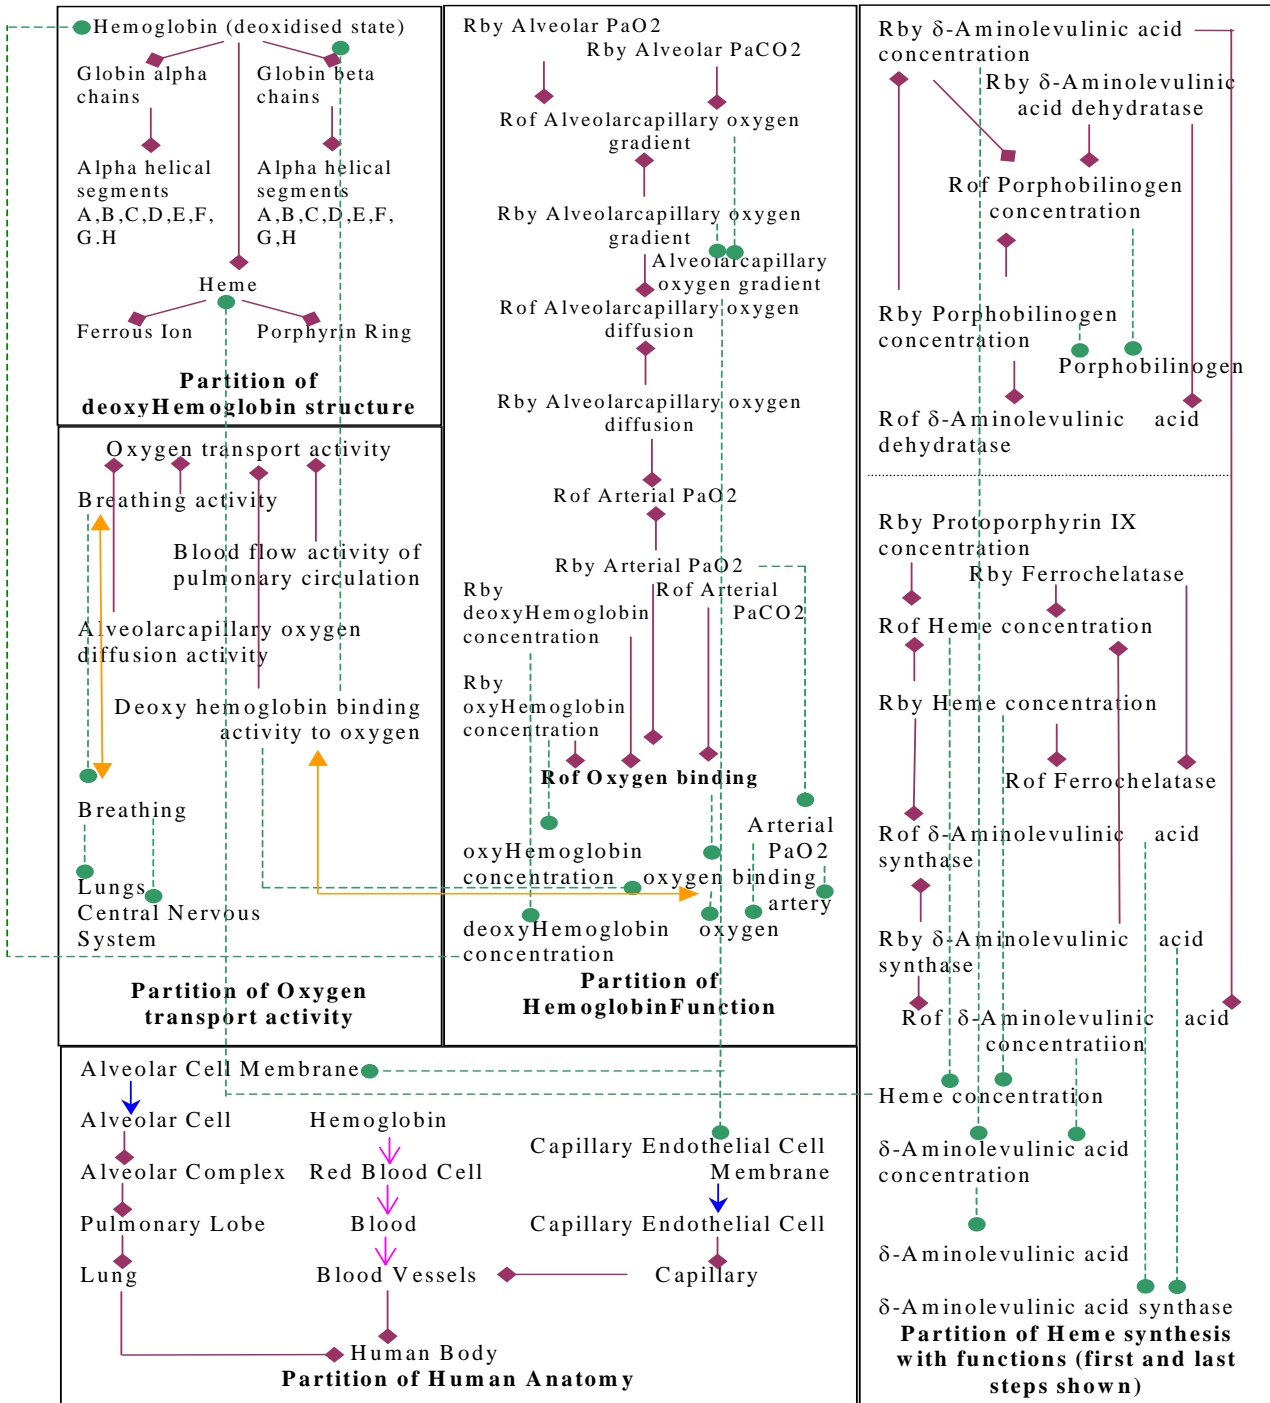 Hemoglobin (deoxidised state)
Globin alpha
chains
Globin beta
chains
Alpha helical
segments
A,B,C,D,E,F,
G.H
Alpha helical
segments
A,B,C,D,E,F,
G,H
Heme
Ferrous Ion
Porphyrin Ring
Partition of
deoxyHemoglobin structure
Oxygen transport activity
Breathing activity
Blood flow activity of
pulmonary circulation
Alveolarcapillary oxygen
diffusion activity
Deoxy hemoglobin binding
activity to oxygen
Breathing
Lungs
Central Nervous
System
Partition of Oxygen
transport activity
Rby Alveolar PaO2
Rby Alveolar PaCO2
Rof Alveolarcapillary oxygen
gradient
Rby Alveolarcapillary oxygen
gradient
Alveolarcapillary
oxygen gradient
Rof Alveolarcapillary oxygen
diffusion
Rby Alveolarcapillary oxygen
diffusion
Rof Arterial PaO2
Rby Arterial PaO2
Rby
deoxyHemoglobin
concentration
Rof Arterial
PaCO2
Rby
oxyHemoglobin
concentration
Rof Oxygen binding
Arterial
PaO2
oxyHemoglobin
concentration
oxygen binding
artery
deoxyHemoglobin
concentration
oxygen
Partition of
HemoglobinFunction
Rby δ-Aminolevulinic acid
concentration
Rby δ-Aminolevulinic
acid dehydratase
Rof Porphobilinogen
concentration
Rby Porphobilinogen
concentration
Porphobilinogen
Rof δ-Aminolevulinic acid
dehydratase
Rby Protoporphyrin IX
concentration
Rby Ferrochelatase
Rof Heme concentration
Rby Heme concentration
Rof Ferrochelatase
Rof δ-Aminolevulinic acid
synthase
Rby δ-Aminolevulinic acid
synthase
Rof δ-Aminolevulinic acid
concentratiion
Heme concentration
δ-Aminolevulinic acid
concentration
δ-Aminolevulinic acid
δ-Aminolevulinic acid synthase
Partition of Heme synthesis
with functions (first and last
steps shown)
Alveolar Cell Membrane
Alveolar Cell
Alveolar Complex
Pulmonary Lobe
Lung
Hemoglobin
Red Blood Cell
Blood
Blood Vessels
Capillary Endothelial Cell
Membrane
Capillary Endothelial Cell
Capillary
Human Body
Partition of Human Anatomy